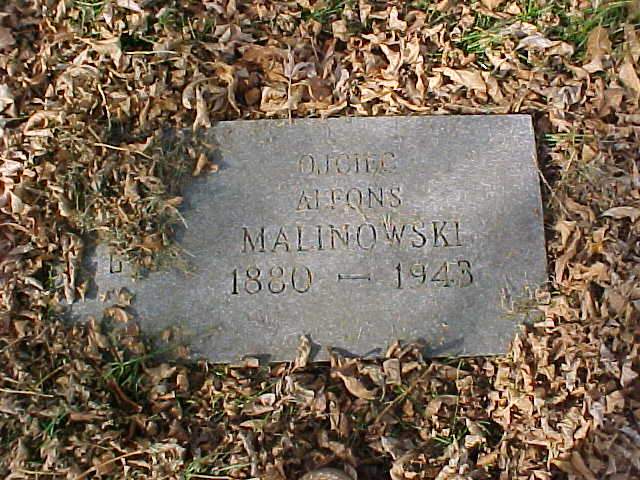 OJCIEC
ALFONS
MALINOWSKI
1880 — 1943